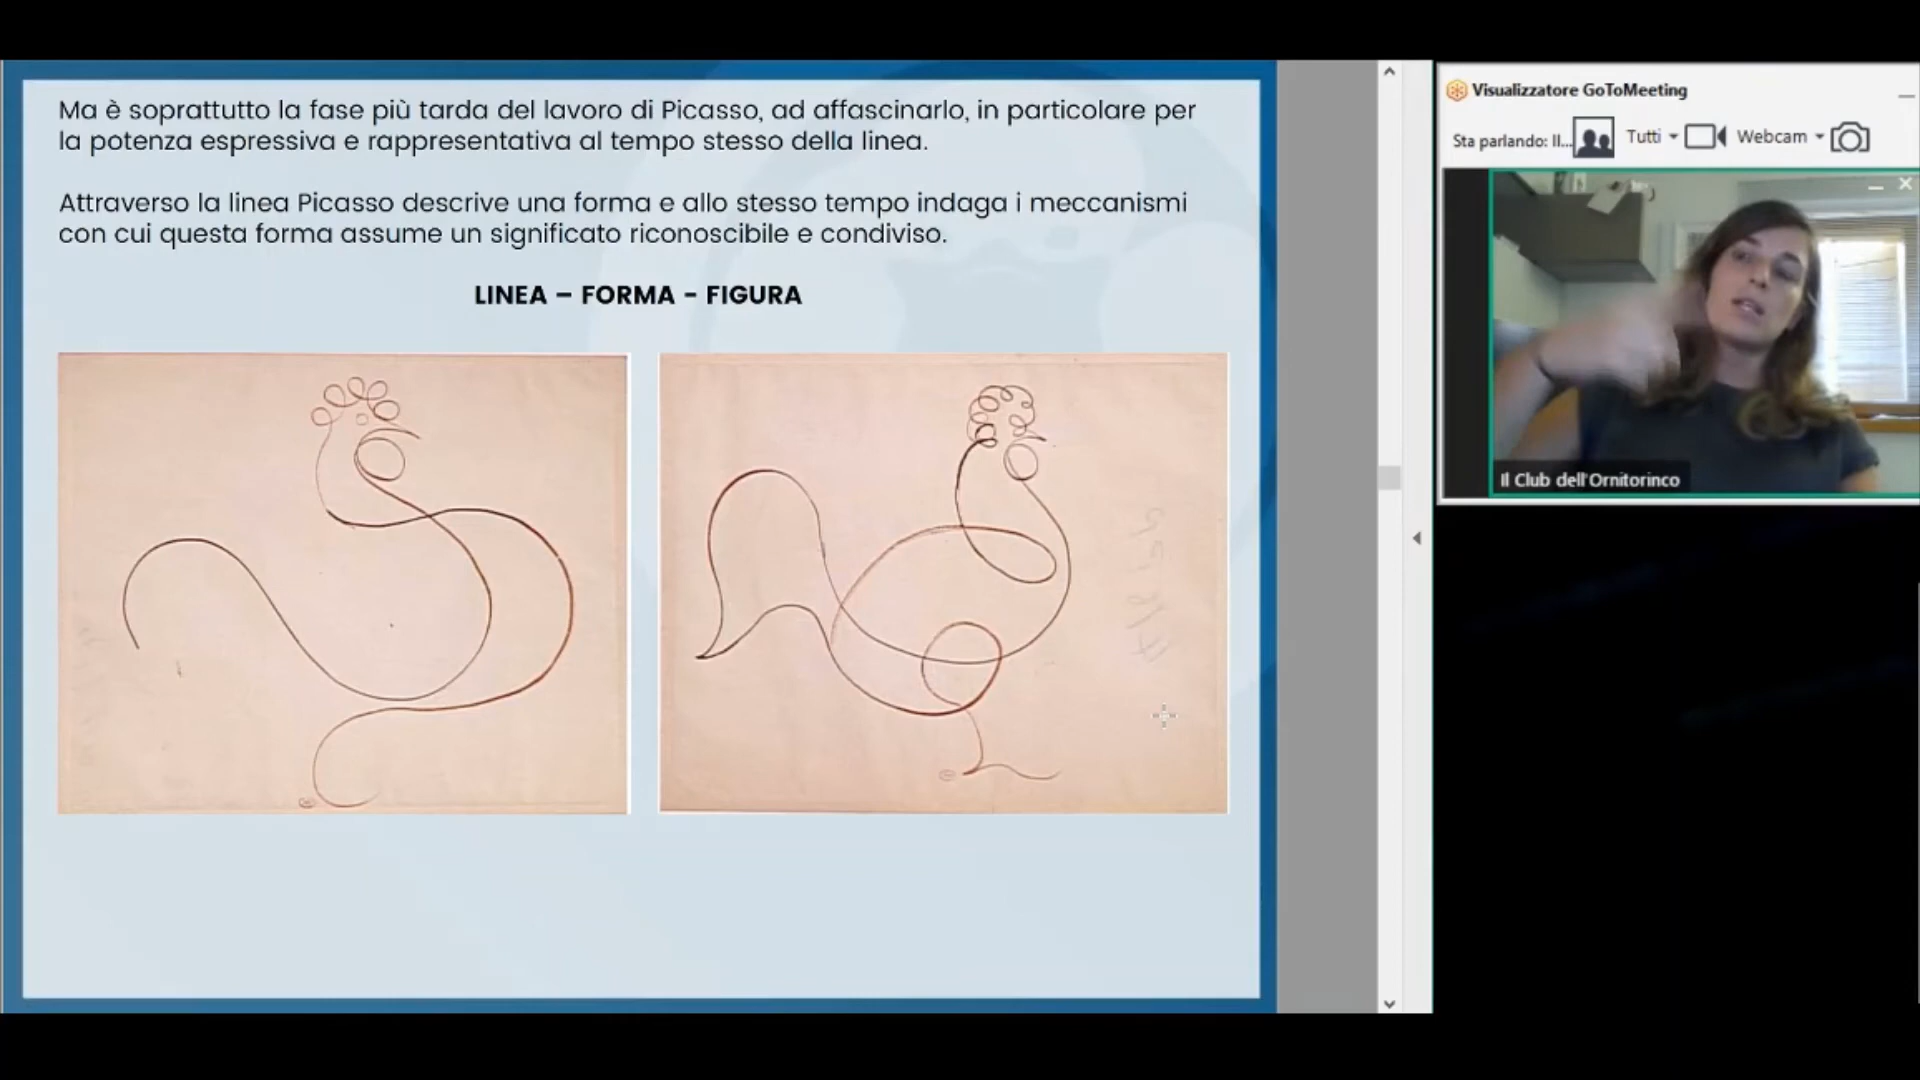 Ma è soprattutto la fase più tarda del lavoro di Picasso, ad affascinarlo, in particolare per
la potenza espressiva e rappresentativa al tempo stesso della linea.
Attraverso la linea Picasso descrive una forma e allo stesso tempo indaga i meccanismi
con cui questa forma assume un significato riconoscibile e condiviso.
LINEA – FORMA - FIGURA
Visualizzatore GoToMeeting
Sta parlando: Il... Tutti Webcam
Il Club dell'Ornitorinco